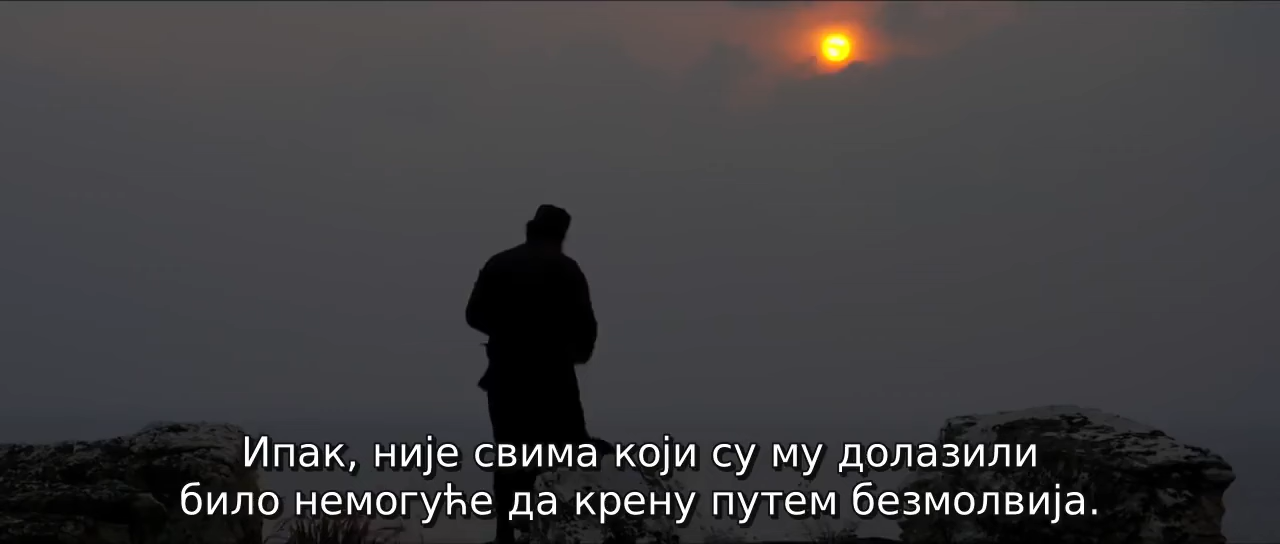 Ипак, није свима који су му долазили
било немогуће да крену путем безмолвија.